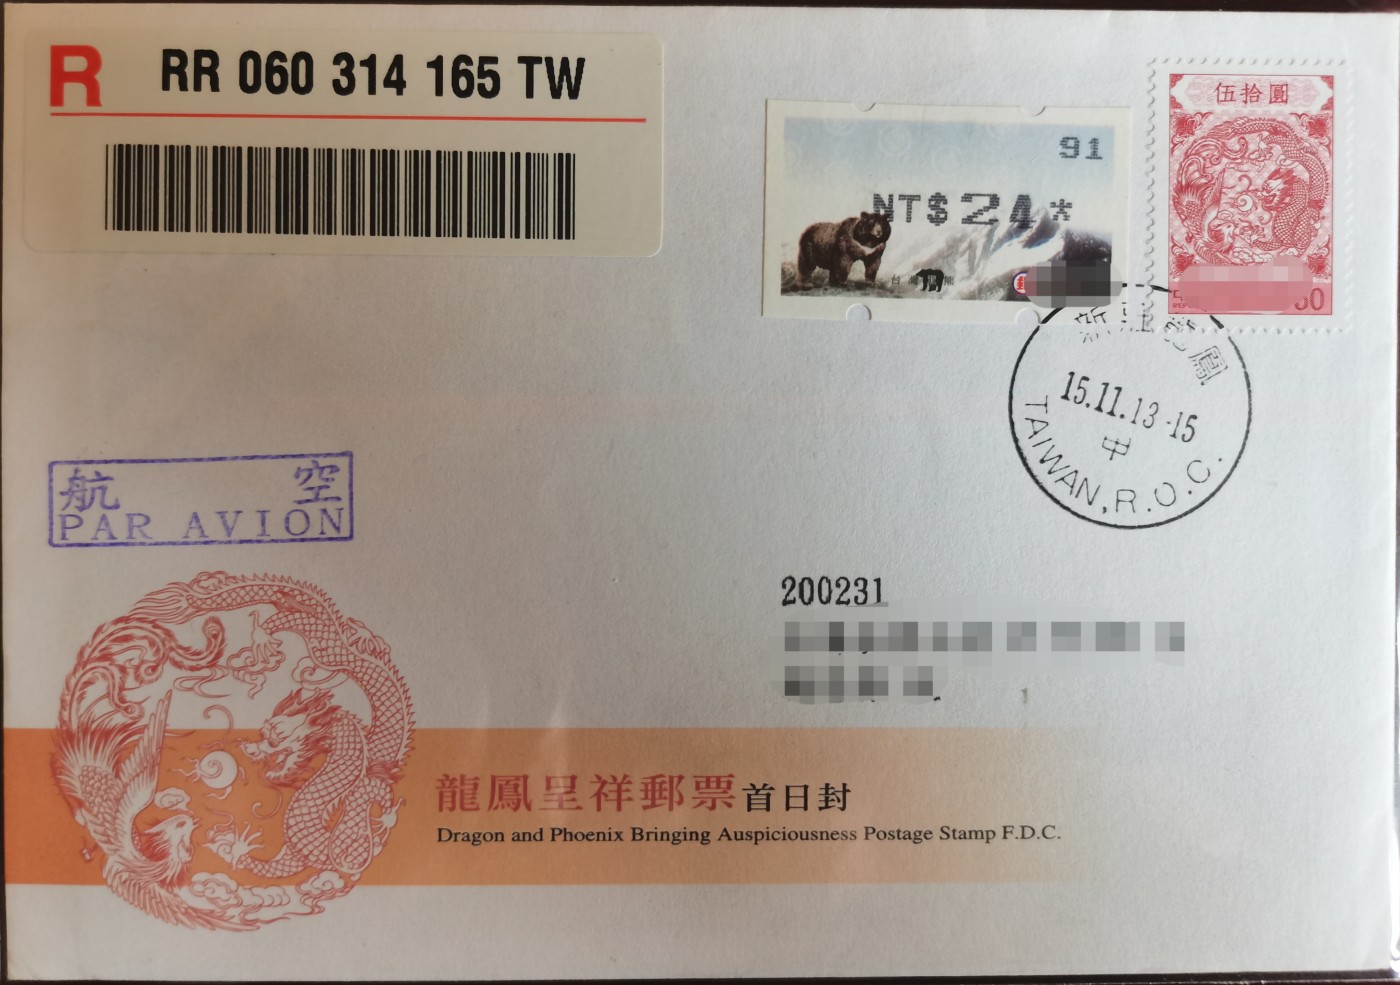 R RR 060 314 165 TW
91
NT$ 24 *
伍拾圓
50
15.11.13-15
中
TAIWAN, R.O.C.
航 空
PAR AVION
200231
龍鳳呈祥郵票首日封
Dragon and Phoenix Bringing Auspiciousness Postage Stamp F.D.C.